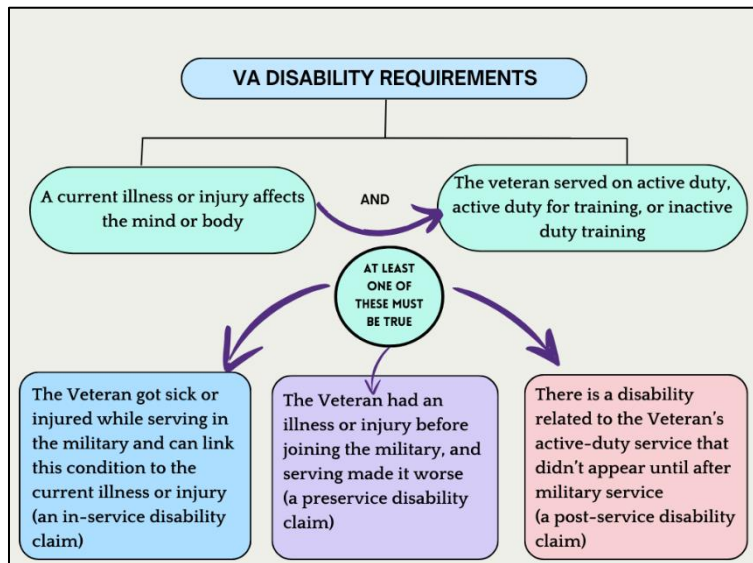 VA DISABILITY REQUIREMENTS
A current illness or injury affects
the mind or body
AND
The veteran served on active duty,
active duty for training, or inactive
duty training
AT LEAST
ONE OF
THESE MUST
BE TRUE
The Veteran got sick or
injured while serving in
the military and can link
this condition to the
current illness or injury
(an in-service disability
claim)
The Veteran had an
illness or injury before
joining the military, and
serving made it worse
(a preservice disability
claim)
There is a disability
related to the Veteran's
active-duty service that
didn't appear until after
military service
(a post-service disability
claim)